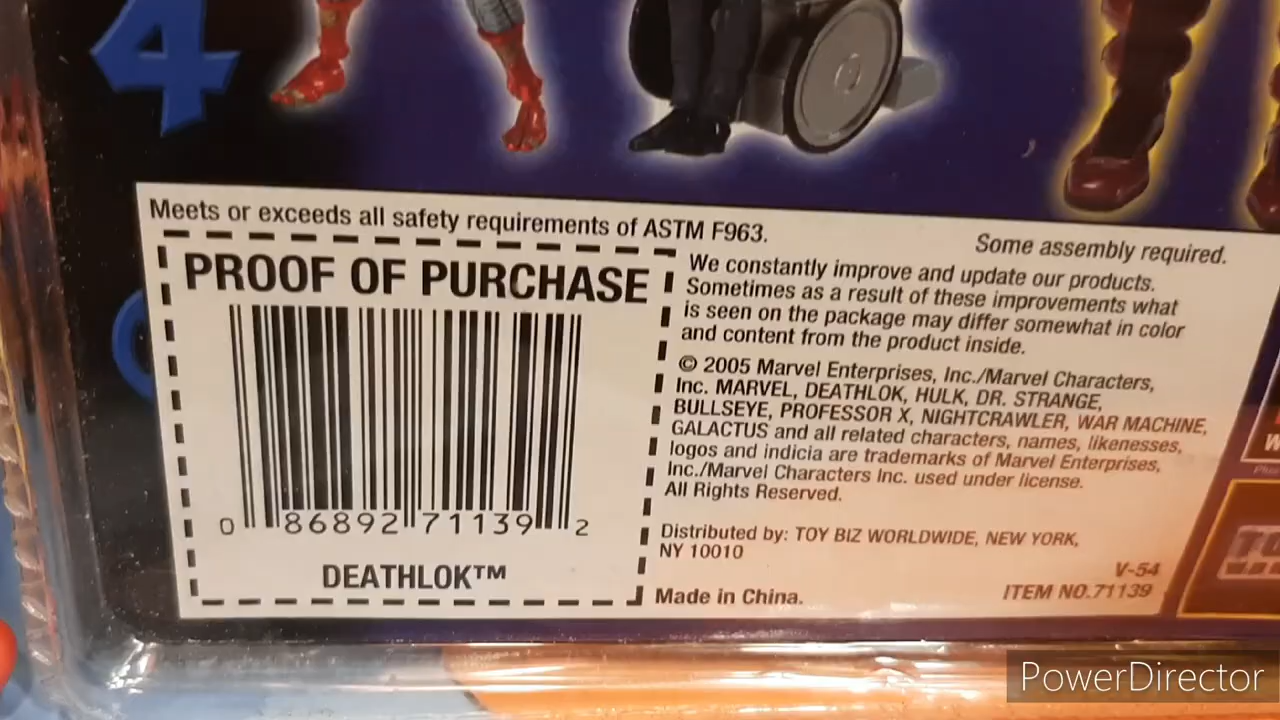 4
Meets or exceeds all safety requirements of ASTM F963.
Some assembly required.
PROOF OF PURCHASE
0 86892 71139 2
DEATHLOK™
We constantly improve and update our products.
Sometimes as a result of these improvements what
is seen on the package may differ somewhat in color
and content from the product inside.
© 2005 Marvel Enterprises, Inc./Marvel Characters,
Inc. MARVEL, DEATHLOK, HULK, DR. STRANGE,
BULLSEYE, PROFESSOR X, NIGHTCRAWLER, WAR MACHINE,
GALACTUS and all related characters, names, likenesses,
logos and indicia are trademarks of Marvel Enterprises,
Inc./Marvel Characters Inc. used under license.
All Rights Reserved.
Distributed by: TOY BIZ WORLDWIDE, NEW YORK,
NY 10010
V-54
Made in China.
ITEM NO.71139
PowerDirector